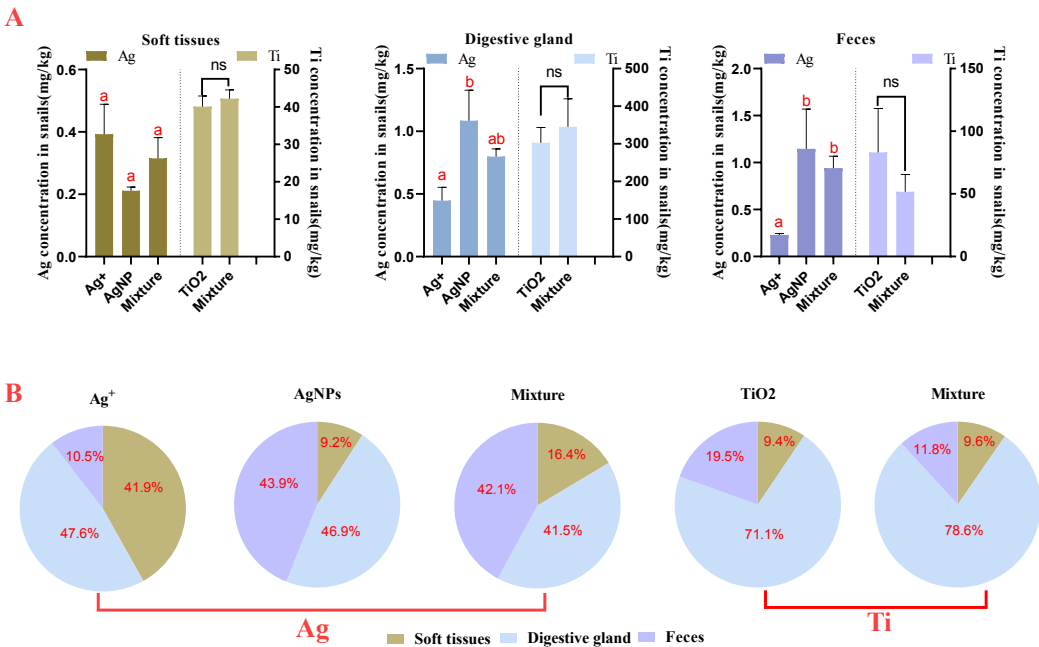 A
Soft tissues
Ag
Ti
Ag concentration in snails(mg/kg)
0.6
0.4
0.2
0.0
a
a
a
ns
50
40
30
20
10
0
Ti concentration in snails(mg/kg)
Ag+
AgNP
Mixture
TiO2
Mixture
Digestive gland
Ag
Ti
Ag concentration in snails(mg/kg)
1.5
1.0
0.5
0.0
a
b
ab
ns
500
400
300
200
100
0
Ti concentration in snails(mg/kg)
Ag+
AgNP
Mixture
TiO2
Mixture
Feces
Ag
Ti
Ag concentration in snails(mg/kg)
2.0
1.5
1.0
0.5
0.0
a
b
b
ns
150
100
50
0
Ti concentration in snails(mg/kg)
Ag+
AgNP
Mixture
TiO2
Mixture
B
Ag⁺
10.5%
41.9%
47.6%
AgNPs
9.2%
43.9%
46.9%
Mixture
16.4%
42.1%
41.5%
TiO2
9.4%
19.5%
71.1%
Mixture
9.6%
11.8%
78.6%
Ag
Ti
Soft tissues
Digestive gland
Feces